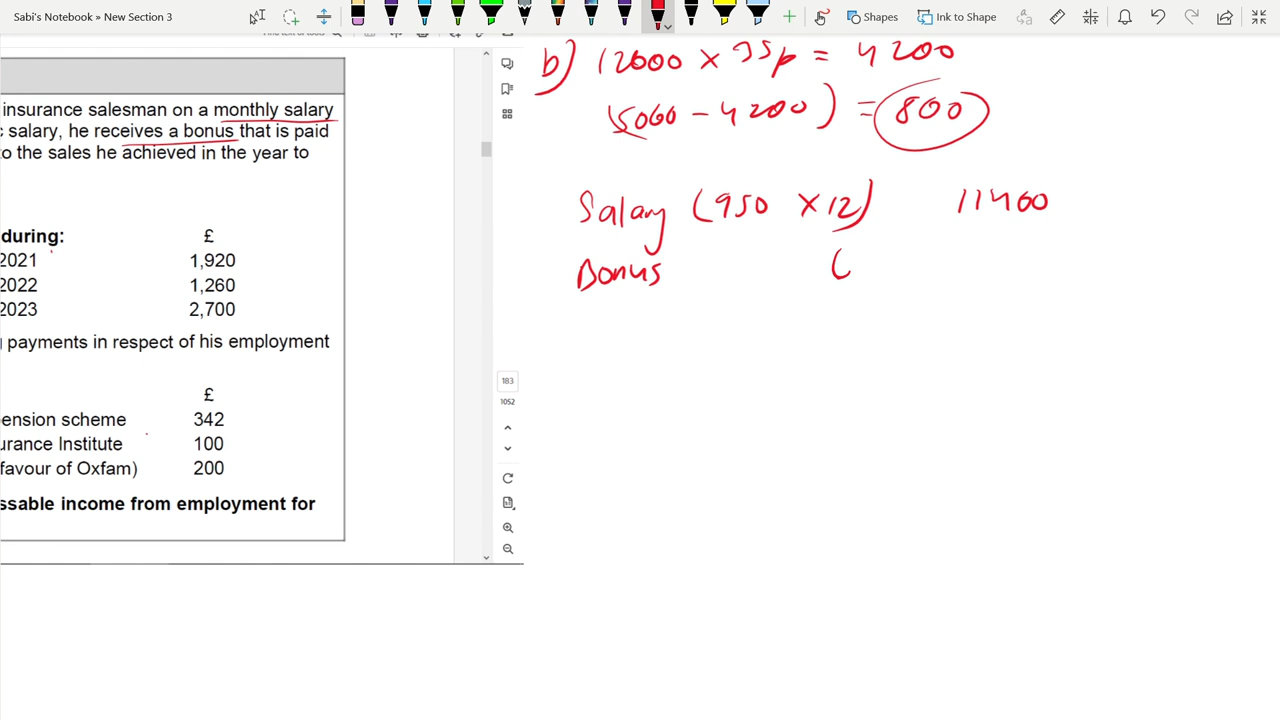 Sabi's Notebook » New Section 3
Shapes
Ink to Shape
insurance salesman on a monthly salary
c salary, he receives a bonus that is paid
o the sales he achieved in the year to
during: £
2021 1,920
2022 1,260
2023 2,700
payments in respect of his employment
£
pension scheme 342
urance Institute 100
favour of Oxfam) 200
ssable income from employment for
183
1052
b) 12000 × 35p = 4200
5000 - 4200) = 800
Salary (950 × 12) 11400
Bonus (